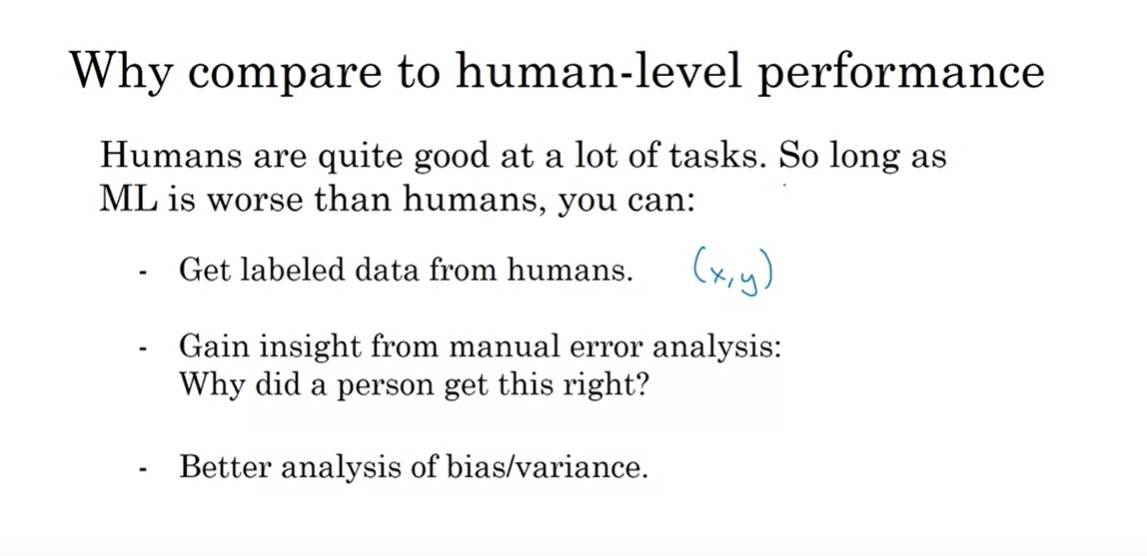 Why compare to human-level performance
Humans are quite good at a lot of tasks. So long as
ML is worse than humans, you can:
- Get labeled data from humans. (x,y)
- Gain insight from manual error analysis:
Why did a person get this right?
- Better analysis of bias/variance.